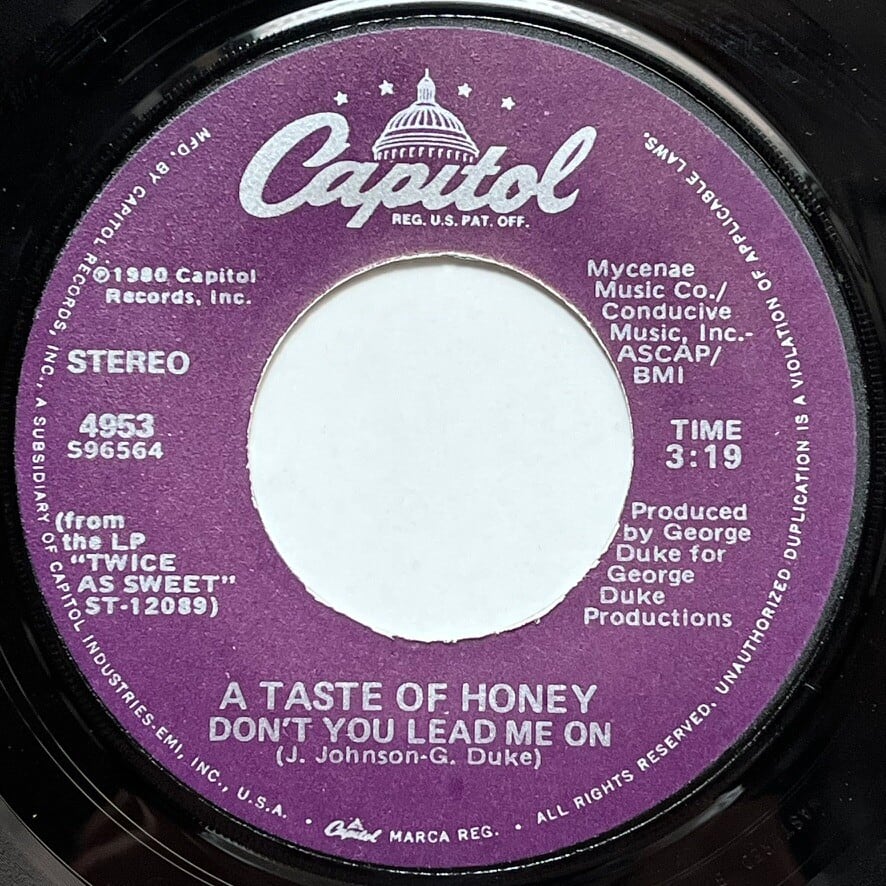 Capitol
REG. U.S. PAT. OFF.
MFD. BY CAPITOL RECORDS, INC., A SUBSIDIARY OF CAPITOL INDUSTRIES-EMI, INC., U.S.A. • Capitol MARCA REG. • ALL RIGHTS RESERVED. UNAUTHORIZED DUPLICATION IS A VIOLATION OF APPLICABLE LAWS.
℗1980 Capitol
Records, Inc.
STEREO
4953
S96564
(from
the LP
"TWICE
AS SWEET"
ST-12089)
Mycenae
Music Co./
Conducive
Music, Inc.-
ASCAP/
BMI
TIME
3:19
Produced
by George
Duke for
George
Duke
Productions
A TASTE OF HONEY
DON'T YOU LEAD ME ON
(J. Johnson-G. Duke)